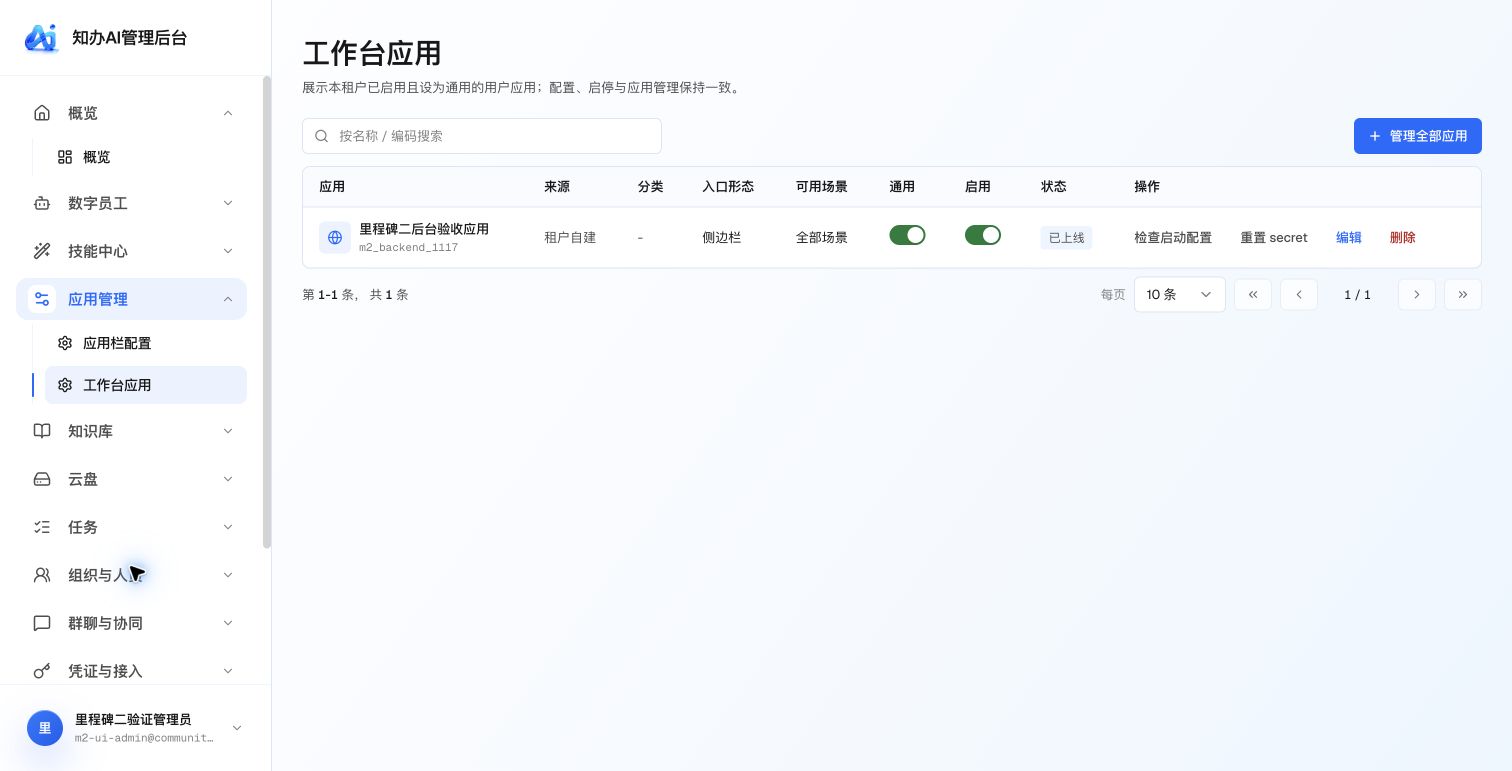 知办AI管理后台
概览
概览
数字员工
技能中心
应用管理
应用栏配置
工作台应用
知识库
云盘
任务
组织与人
群聊与协同
凭证与接入
里
里程碑二验证管理员
m2-ui-admin@communit…
工作台应用
展示本租户已启用且设为通用的用户应用；配置、启停与应用管理保持一致。
按名称 / 编码搜索
管理全部应用
应用 来源 分类 入口形态 可用场景 通用 启用 状态 操作
里程碑二后台验收应用 租户自建 - 侧边栏 全部场景 已上线 检查启动配置 重置 secret 编辑 删除
m2_backend_1117
第 1-1 条， 共 1 条 每页 10 条 1 / 1